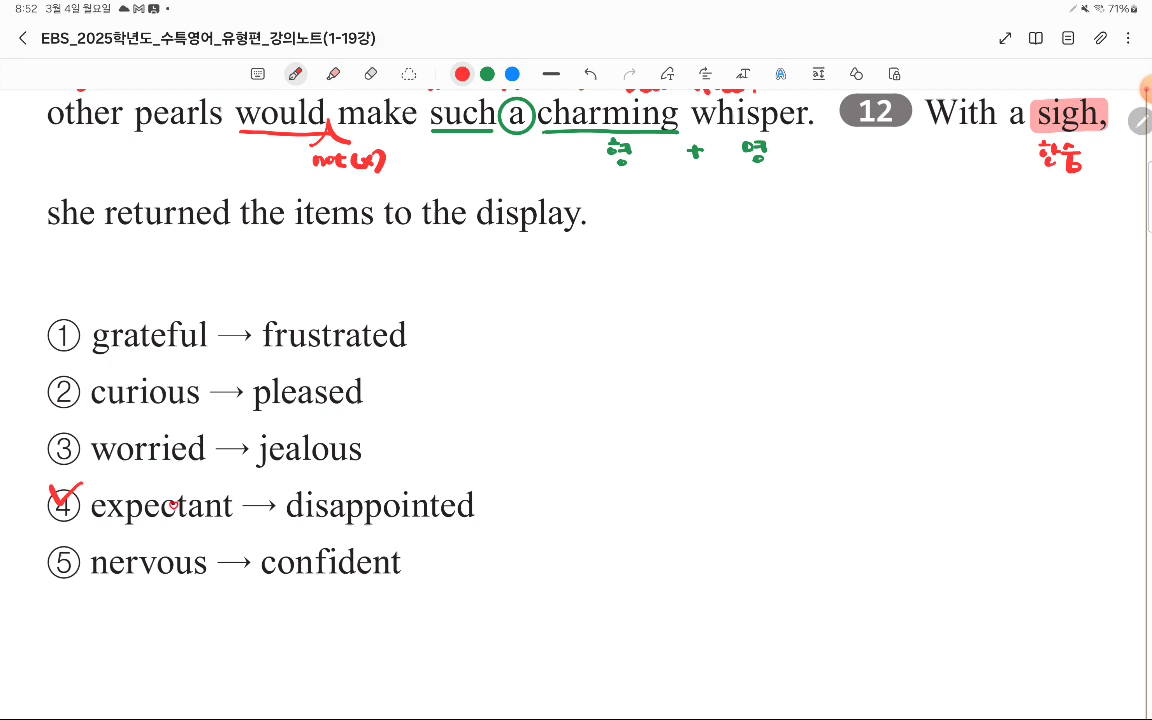 8:52 3월 4일 월요일 71%
EBS_2025학년도_수특영어_유형편_강의노트(1-19강)
other pearls would make such a charming whisper. 12 With a sigh,
not (x) 형 + 명 한숨
she returned the items to the display.
① grateful → frustrated
② curious → pleased
③ worried → jealous
④ expectant → disappointed
⑤ nervous → confident